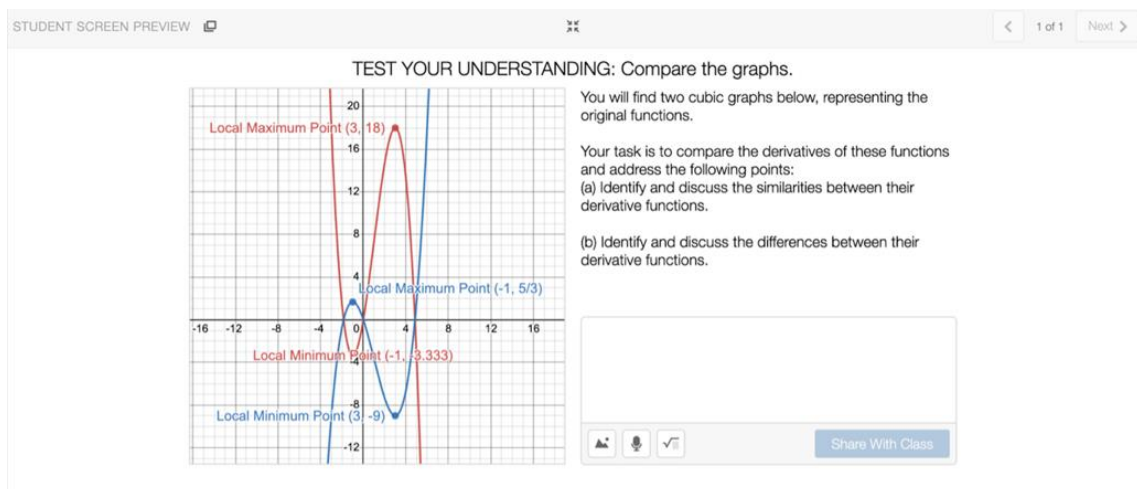 STUDENT SCREEN PREVIEW
1 of 1
Next
TEST YOUR UNDERSTANDING: Compare the graphs.
20
Local Maximum Point (3, 18)
16
12
8
4
Local Maximum Point (-1, 5/3)
-16 -12 -8 -4 0 4 8 12 16
Local Minimum Point (-1, -3.333)
-4
-8
Local Minimum Point (3, -9)
-12
You will find two cubic graphs below, representing the
original functions.
Your task is to compare the derivatives of these functions
and address the following points:
(a) Identify and discuss the similarities between their
derivative functions.
(b) Identify and discuss the differences between their
derivative functions.
Share With Class